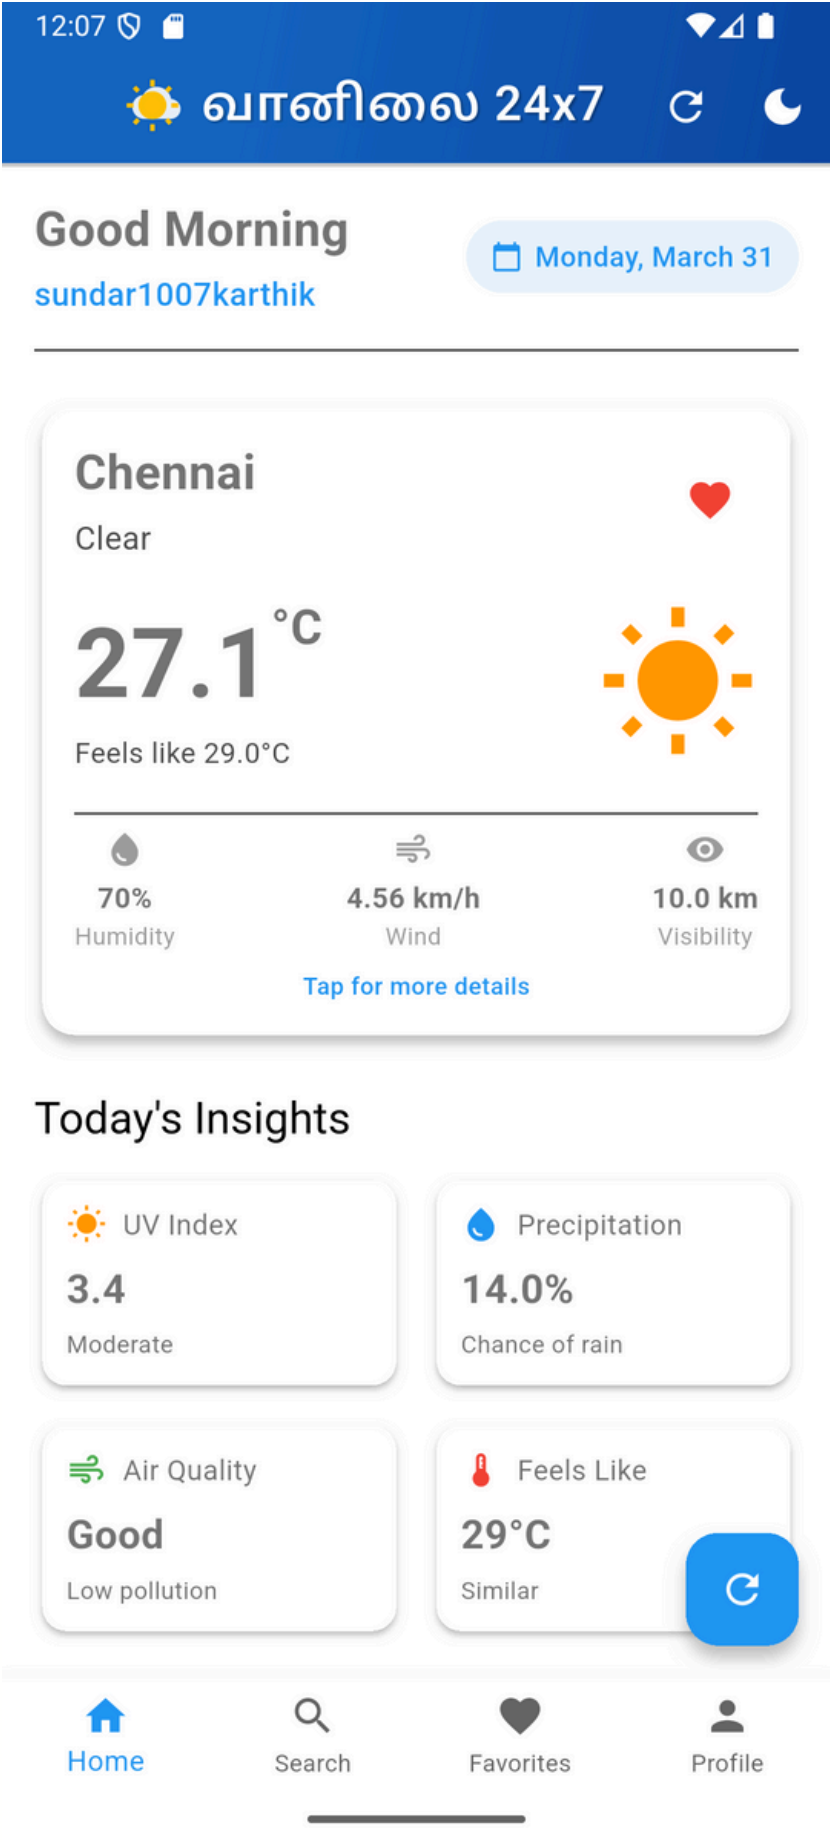 12:07
வானிலை 24x7
Good Morning
sundar1007karthik
Monday, March 31
Chennai
Clear
27.1°C
Feels like 29.0°C
70%
Humidity
4.56 km/h
Wind
10.0 km
Visibility
Tap for more details
Today's Insights
UV Index
3.4
Moderate
Precipitation
14.0%
Chance of rain
Air Quality
Good
Low pollution
Feels Like
29°C
Similar
Home
Search
Favorites
Profile